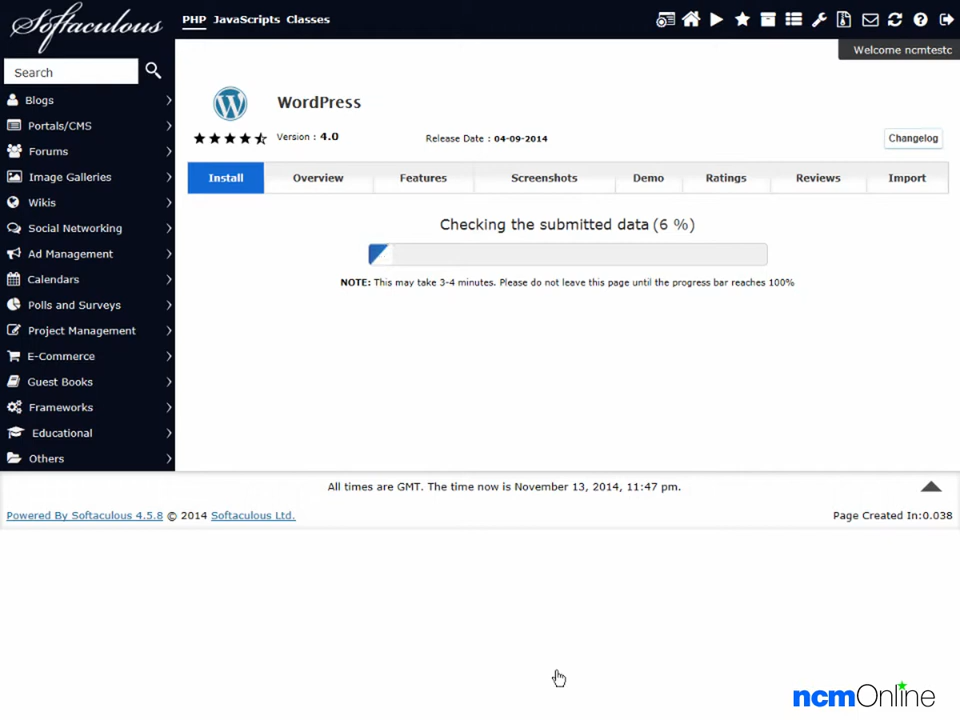 Softaculous
PHP JavaScripts Classes
Welcome ncmtestc
Search
Blogs
Portals/CMS
Forums
Image Galleries
Wikis
Social Networking
Ad Management
Calendars
Polls and Surveys
Project Management
E-Commerce
Guest Books
Frameworks
Educational
Others
WordPress
Version : 4.0
Release Date : 04-09-2014
Changelog
Install Overview Features Screenshots Demo Ratings Reviews Import
Checking the submitted data (6 %)
NOTE: This may take 3-4 minutes. Please do not leave this page until the progress bar reaches 100%
All times are GMT. The time now is November 13, 2014, 11:47 pm.
Powered By Softaculous 4.5.8 © 2014 Softaculous Ltd.
Page Created In:0.038
ncmOnline